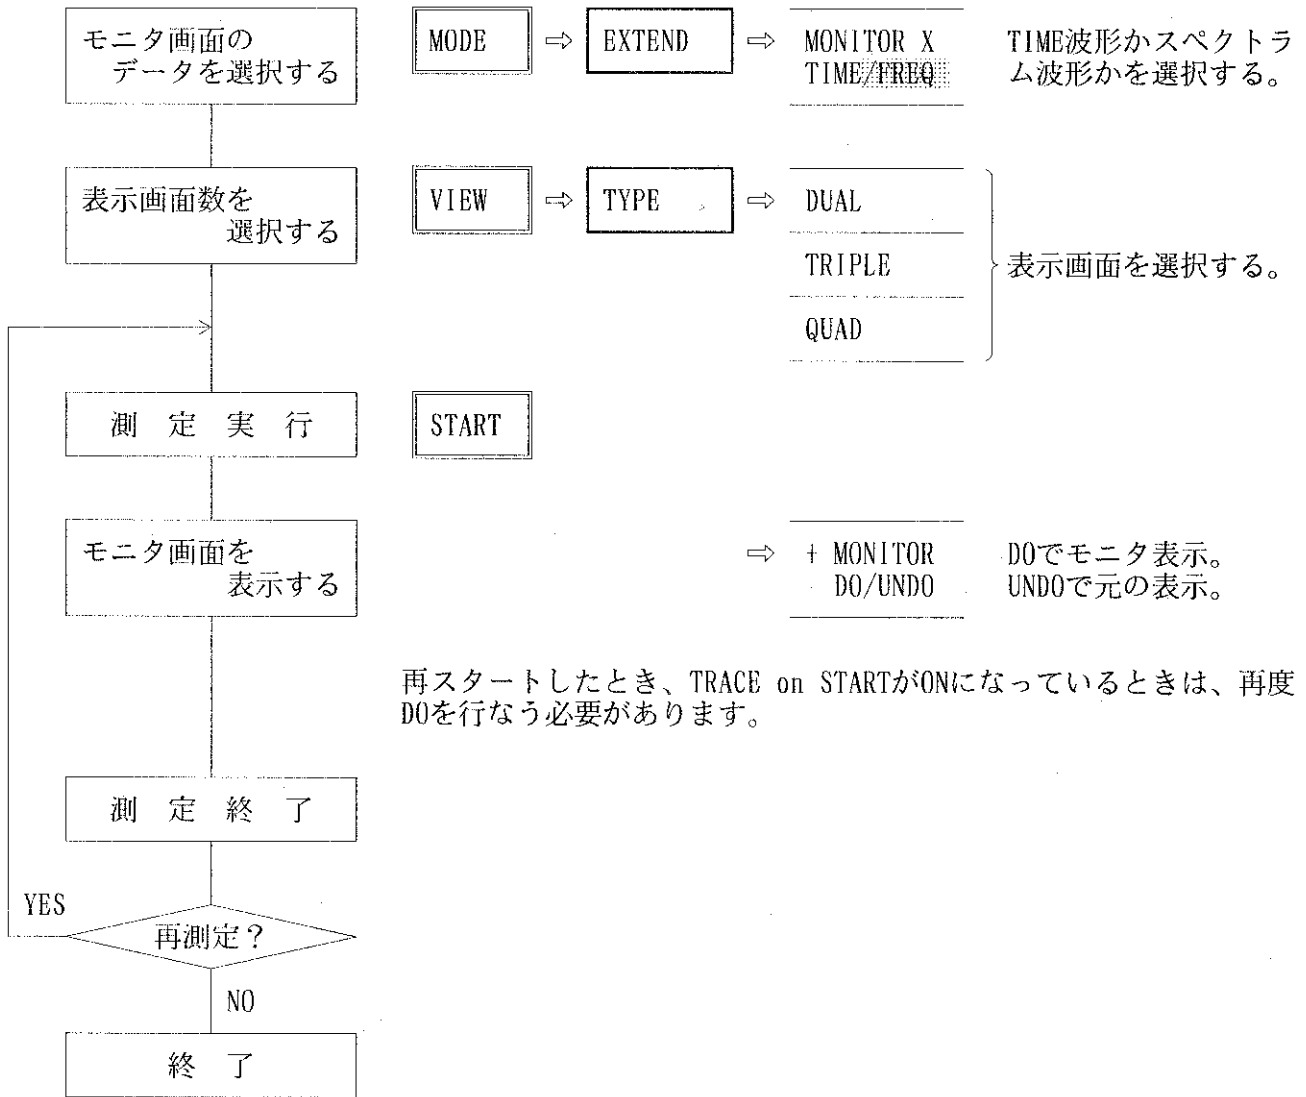 モニタ画面の
データを選択する
MODE ⇨ EXTEND ⇨ MONITOR X
TIME/FREQ
TIME波形かスペクトラ
ム波形かを選択する。
表示画面数を
選択する
VIEW ⇨ TYPE ⇨ DUAL
TRIPLE
QUAD
表示画面を選択する。
測 定 実 行
START
モニタ画面を
表示する
⇨ + MONITOR
DO/UNDO
DOでモニタ表示。
UNDOで元の表示。
再スタートしたとき、TRACE on STARTがONになっているときは、再度
DOを行なう必要があります。
測 定 終 了
YES
再測定？
NO
終 了